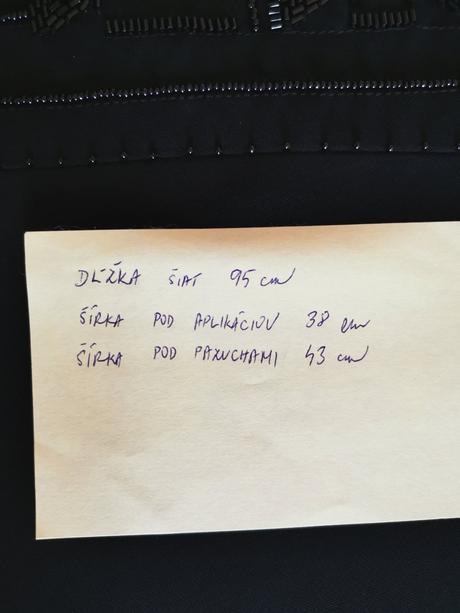 DĹŽKA ŠIAT 95 cm
ŠÍRKA POD APLIKÁCIOU 38 cm
ŠÍRKA POD PAZUCHAMI 43 cm